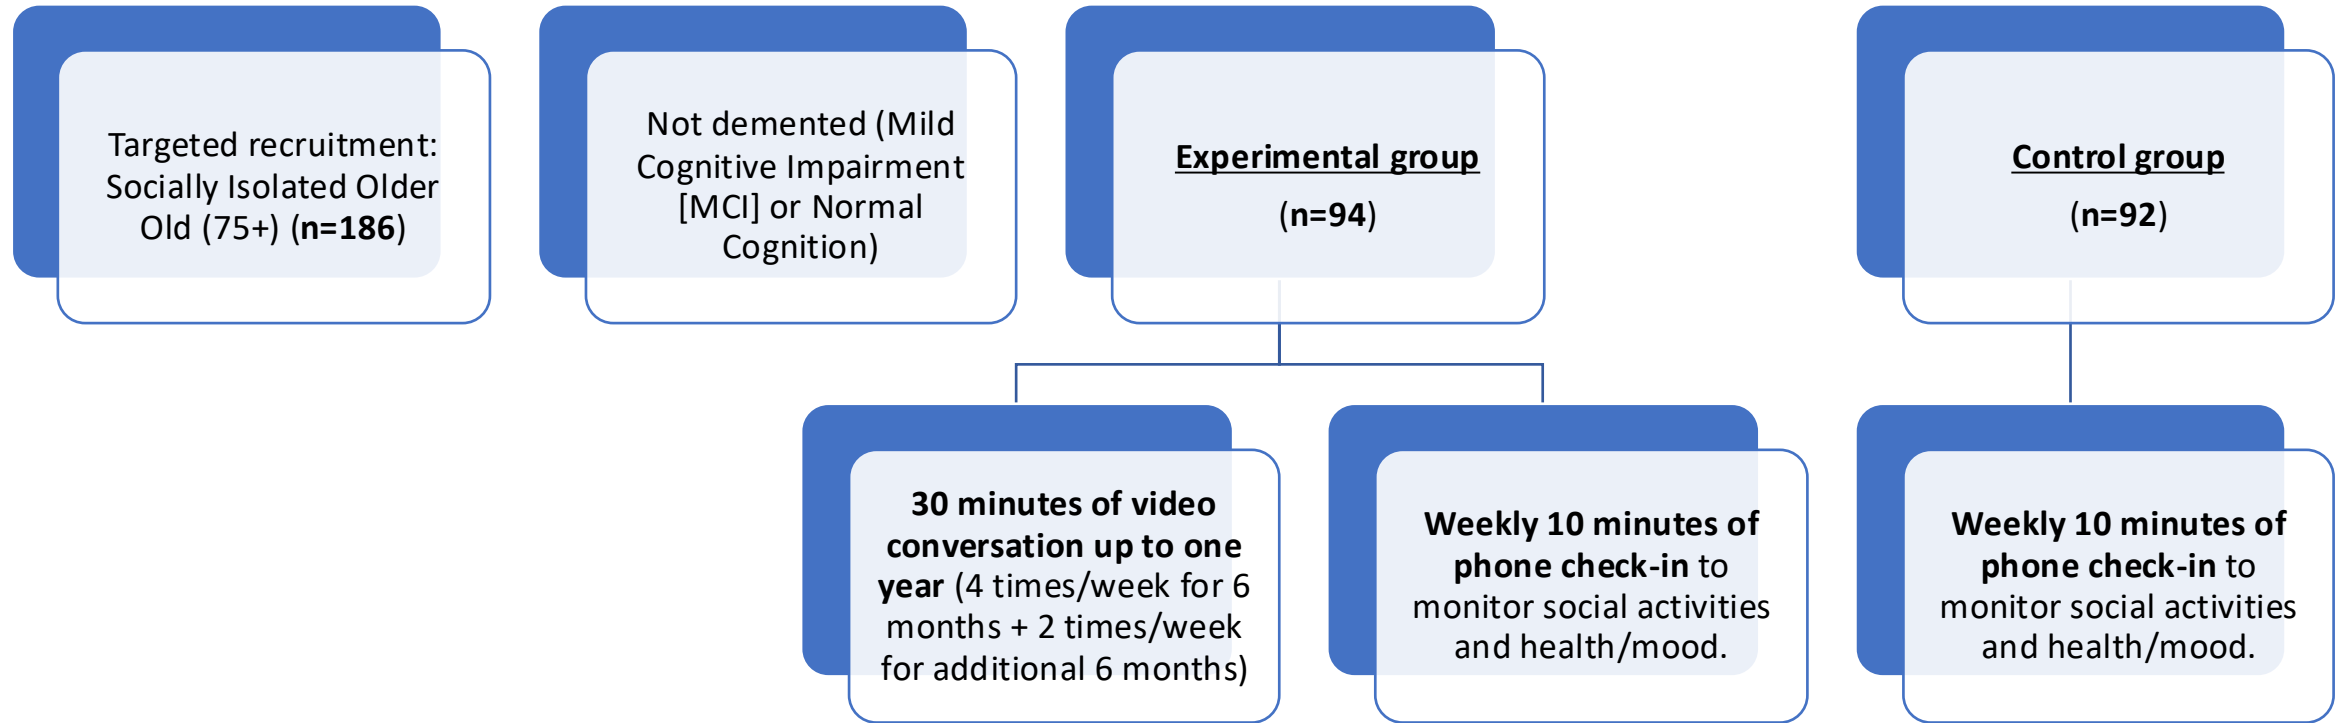 Targeted recruitment:
Socially Isolated Older
Old (75+) (n=186)
Not demented (Mild
Cognitive Impairment
[MCI] or Normal
Cognition)
Experimental group
(n=94)
Control group
(n=92)
30 minutes of video
conversation up to one
year (4 times/week for 6
months + 2 times/week
for additional 6 months)
Weekly 10 minutes of
phone check-in to
monitor social activities
and health/mood.
Weekly 10 minutes of
phone check-in to
monitor social activities
and health/mood.